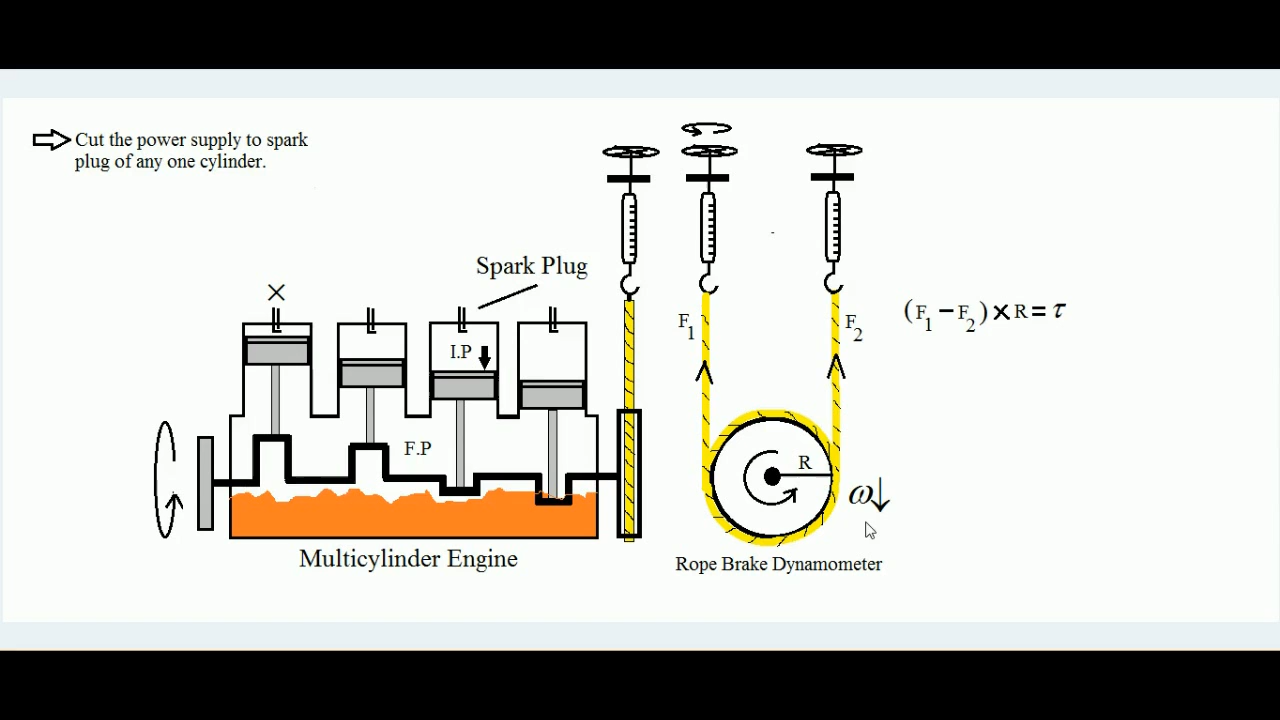 Cut the power supply to spark
plug of any one cylinder.
Spark Plug
×
I.P
F.P
F1
F2
(F1 − F2) × R = τ
R
ω↓
Multicylinder Engine
Rope Brake Dynamometer